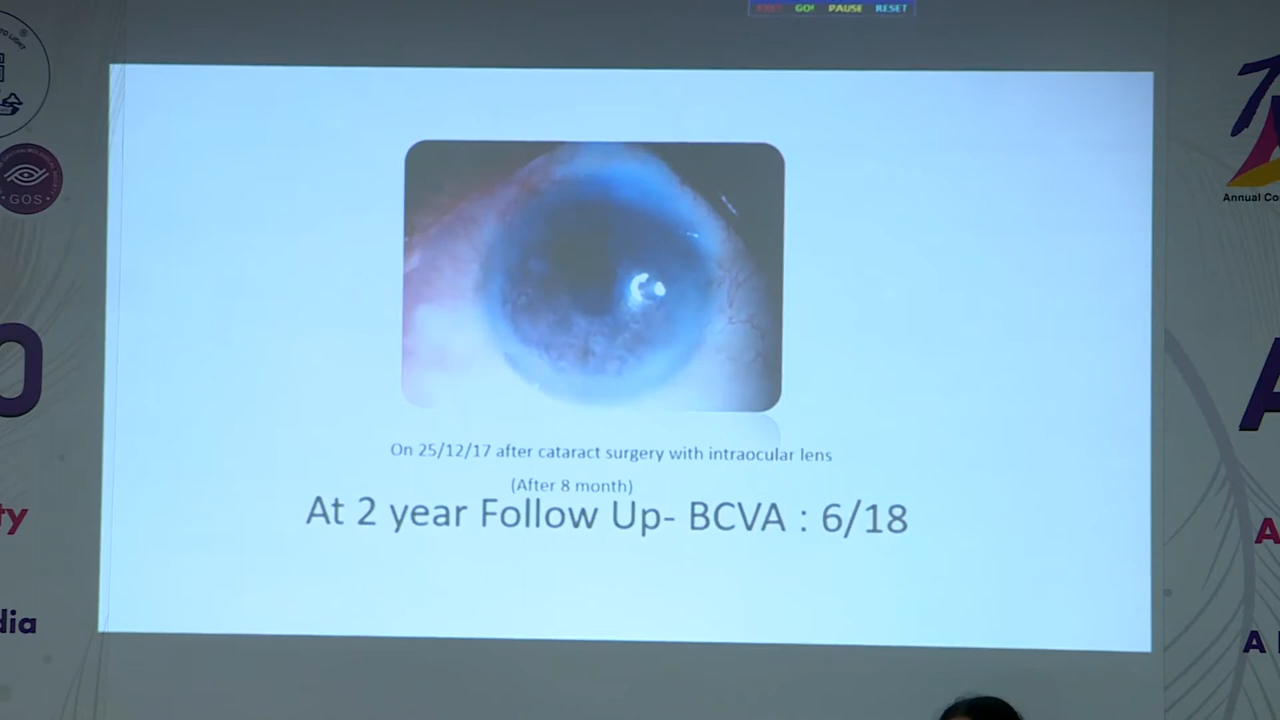 GO! PAUSE RESET
GOS
Annual Co
On 25/12/17 after cataract surgery with intraocular lens
(After 8 month)
At 2 year Follow Up- BCVA : 6/18
ty
dia
A
A
A